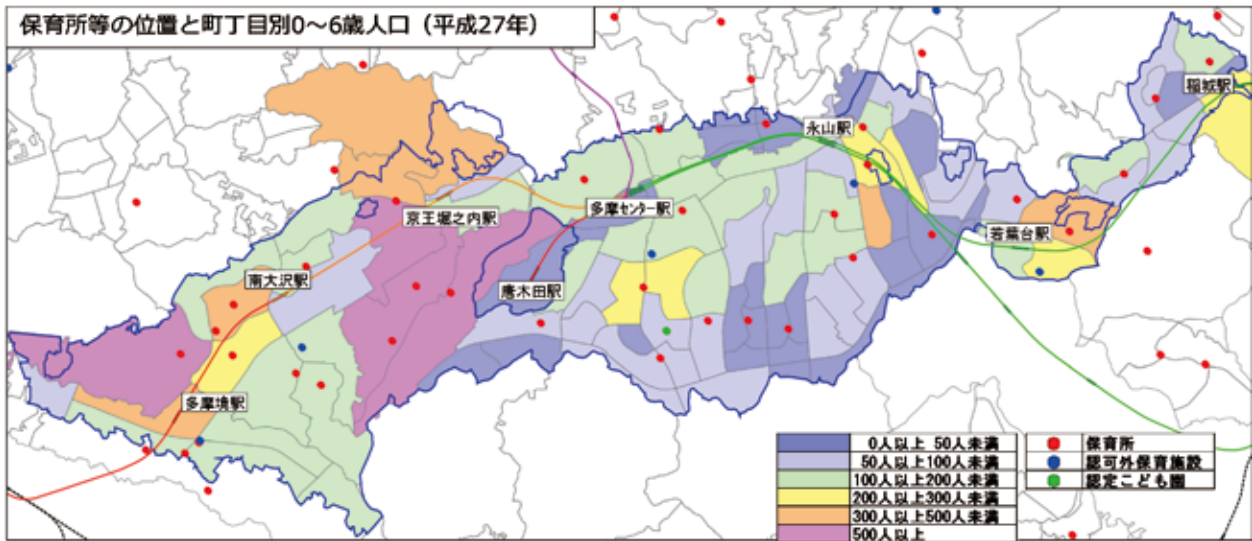 保育所等の位置と町丁目別0〜6歳人口（平成27年）
稲城駅
永山駅
多摩センター駅
京王堀之内駅
若葉台駅
南大沢駅
唐木田駅
多摩境駅
0人以上 50人未満
50人以上100人未満
100人以上200人未満
200人以上300人未満
300人以上500人未満
500人以上
保育所
認可外保育施設
認定こども園